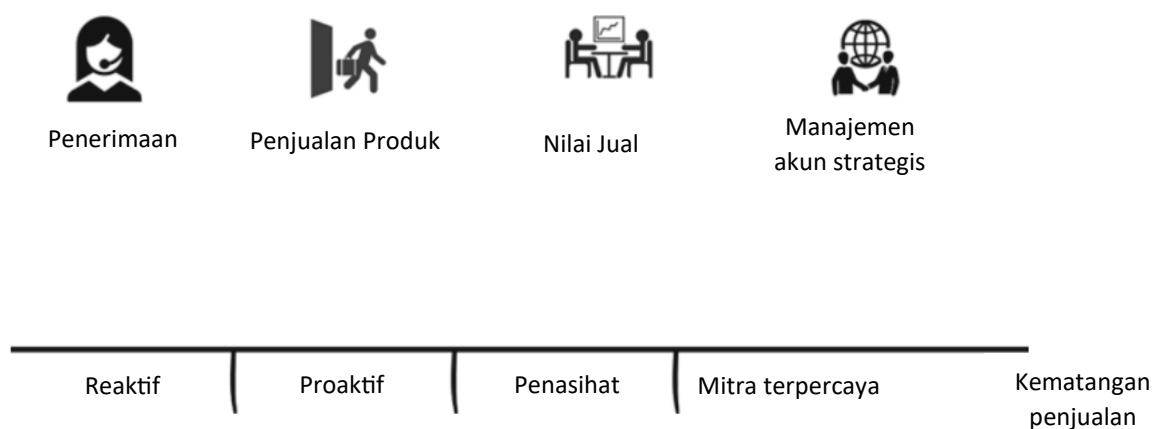 Penerimaan
Penjualan Produk
Nilai Jual
Manajemen
akun strategis
Reaktif
Proaktif
Penasihat
Mitra terpercaya
Kematangan
penjualan